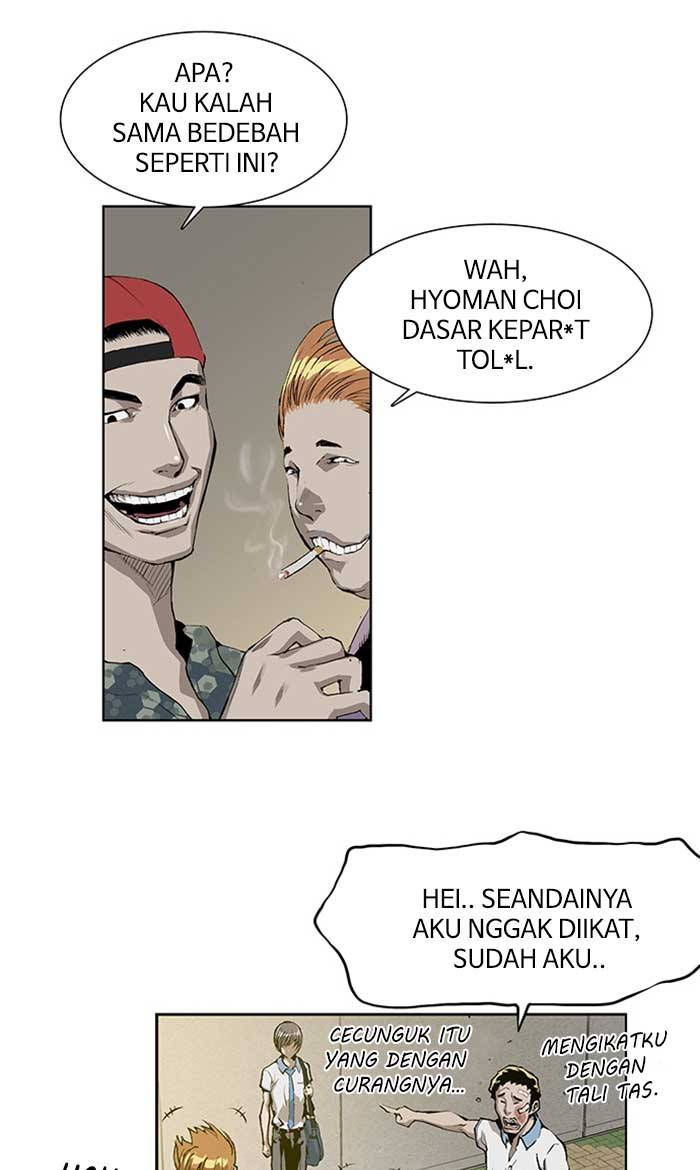 APA?
KAU KALAH
SAMA BEDEBAH
SEPERTI INI?
WAH,
HYOMAN CHOI
DASAR KEPAR*T
TOL*L.
HEI.. SEANDAINYA
AKU NGGAK DIIKAT,
SUDAH AKU..
CECUNGUK ITU
YANG DENGAN
CURANGNYA...
MENGIKATKU
DENGAN
TALI TAS.